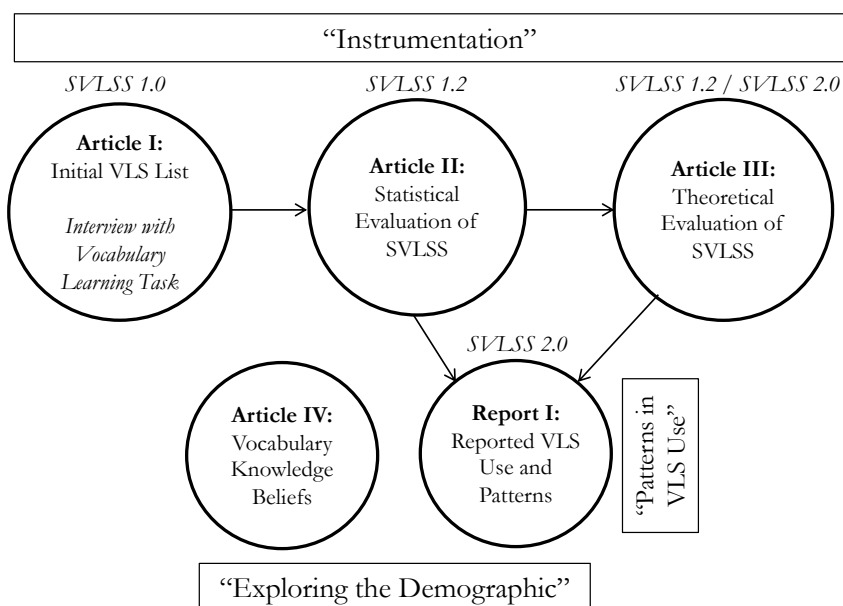 “Instrumentation”
SVLSS 1.0
SVLSS 1.2
SVLSS 1.2 / SVLSS 2.0
Article I:
Initial VLS List
Interview with
Vocabulary
Learning Task
Article II:
Statistical
Evaluation of
SVLSS
Article III:
Theoretical
Evaluation of
SVLSS
SVLSS 2.0
Article IV:
Vocabulary
Knowledge
Beliefs
Report I:
Reported VLS
Use and
Patterns
“Patterns in
VLS Use”
“Exploring the Demographic”